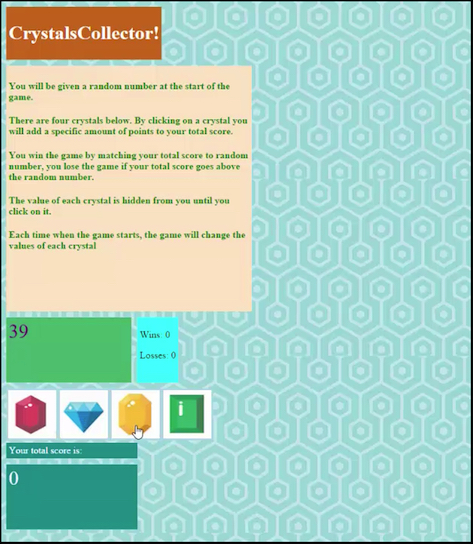 CrystalsCollector!
You will be given a random number at the start of the
game.
There are four crystals below. By clicking on a crystal you
will add a specific amount of points to your total score.
You win the game by matching your total score to random
number, you lose the game if your total score goes above
the random number.
The value of each crystal is hidden from you until you
click on it.
Each time when the game starts, the game will change the
values of each crystal
39
Wins: 0
Losses: 0
Your total score is:
0